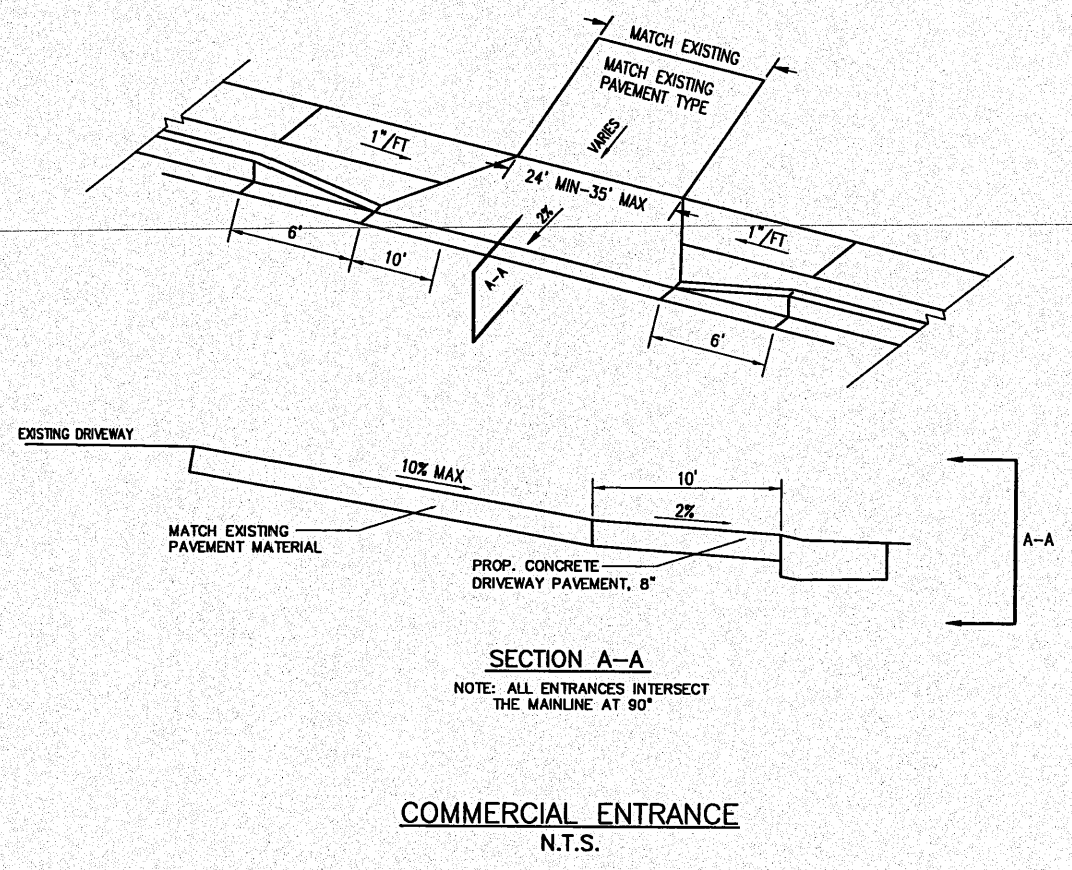 MATCH EXISTING
MATCH EXISTING
PAVEMENT TYPE
VARIES
1"/FT
24' MIN-35' MAX
2%
1"/FT
6'
10'
A-A
6'
EXISTING DRIVEWAY
10% MAX
10'
2%
MATCH EXISTING
PAVEMENT MATERIAL
PROP. CONCRETE
DRIVEWAY PAVEMENT, 8"
A-A
SECTION A-A
NOTE: ALL ENTRANCES INTERSECT
THE MAINLINE AT 90°
COMMERCIAL ENTRANCE
N.T.S.